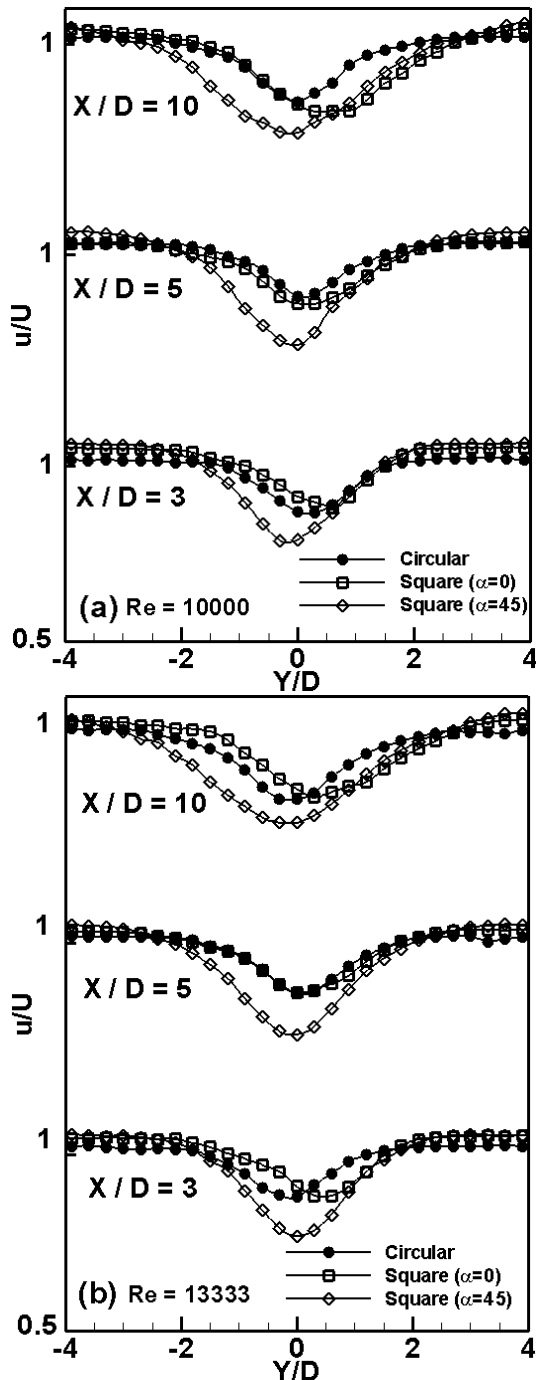 1
X / D = 10
1
X / D = 5
u/U
1
X / D = 3
Circular
Square (α=0)
Square (α=45)
(a) Re = 10000
0.5
-4 -2 0 2 4
Y/D
1
X / D = 10
1
X / D = 5
u/U
1
X / D = 3
Circular
Square (α=0)
Square (α=45)
(b) Re = 13333
0.5
-4 -2 0 2 4
Y/D